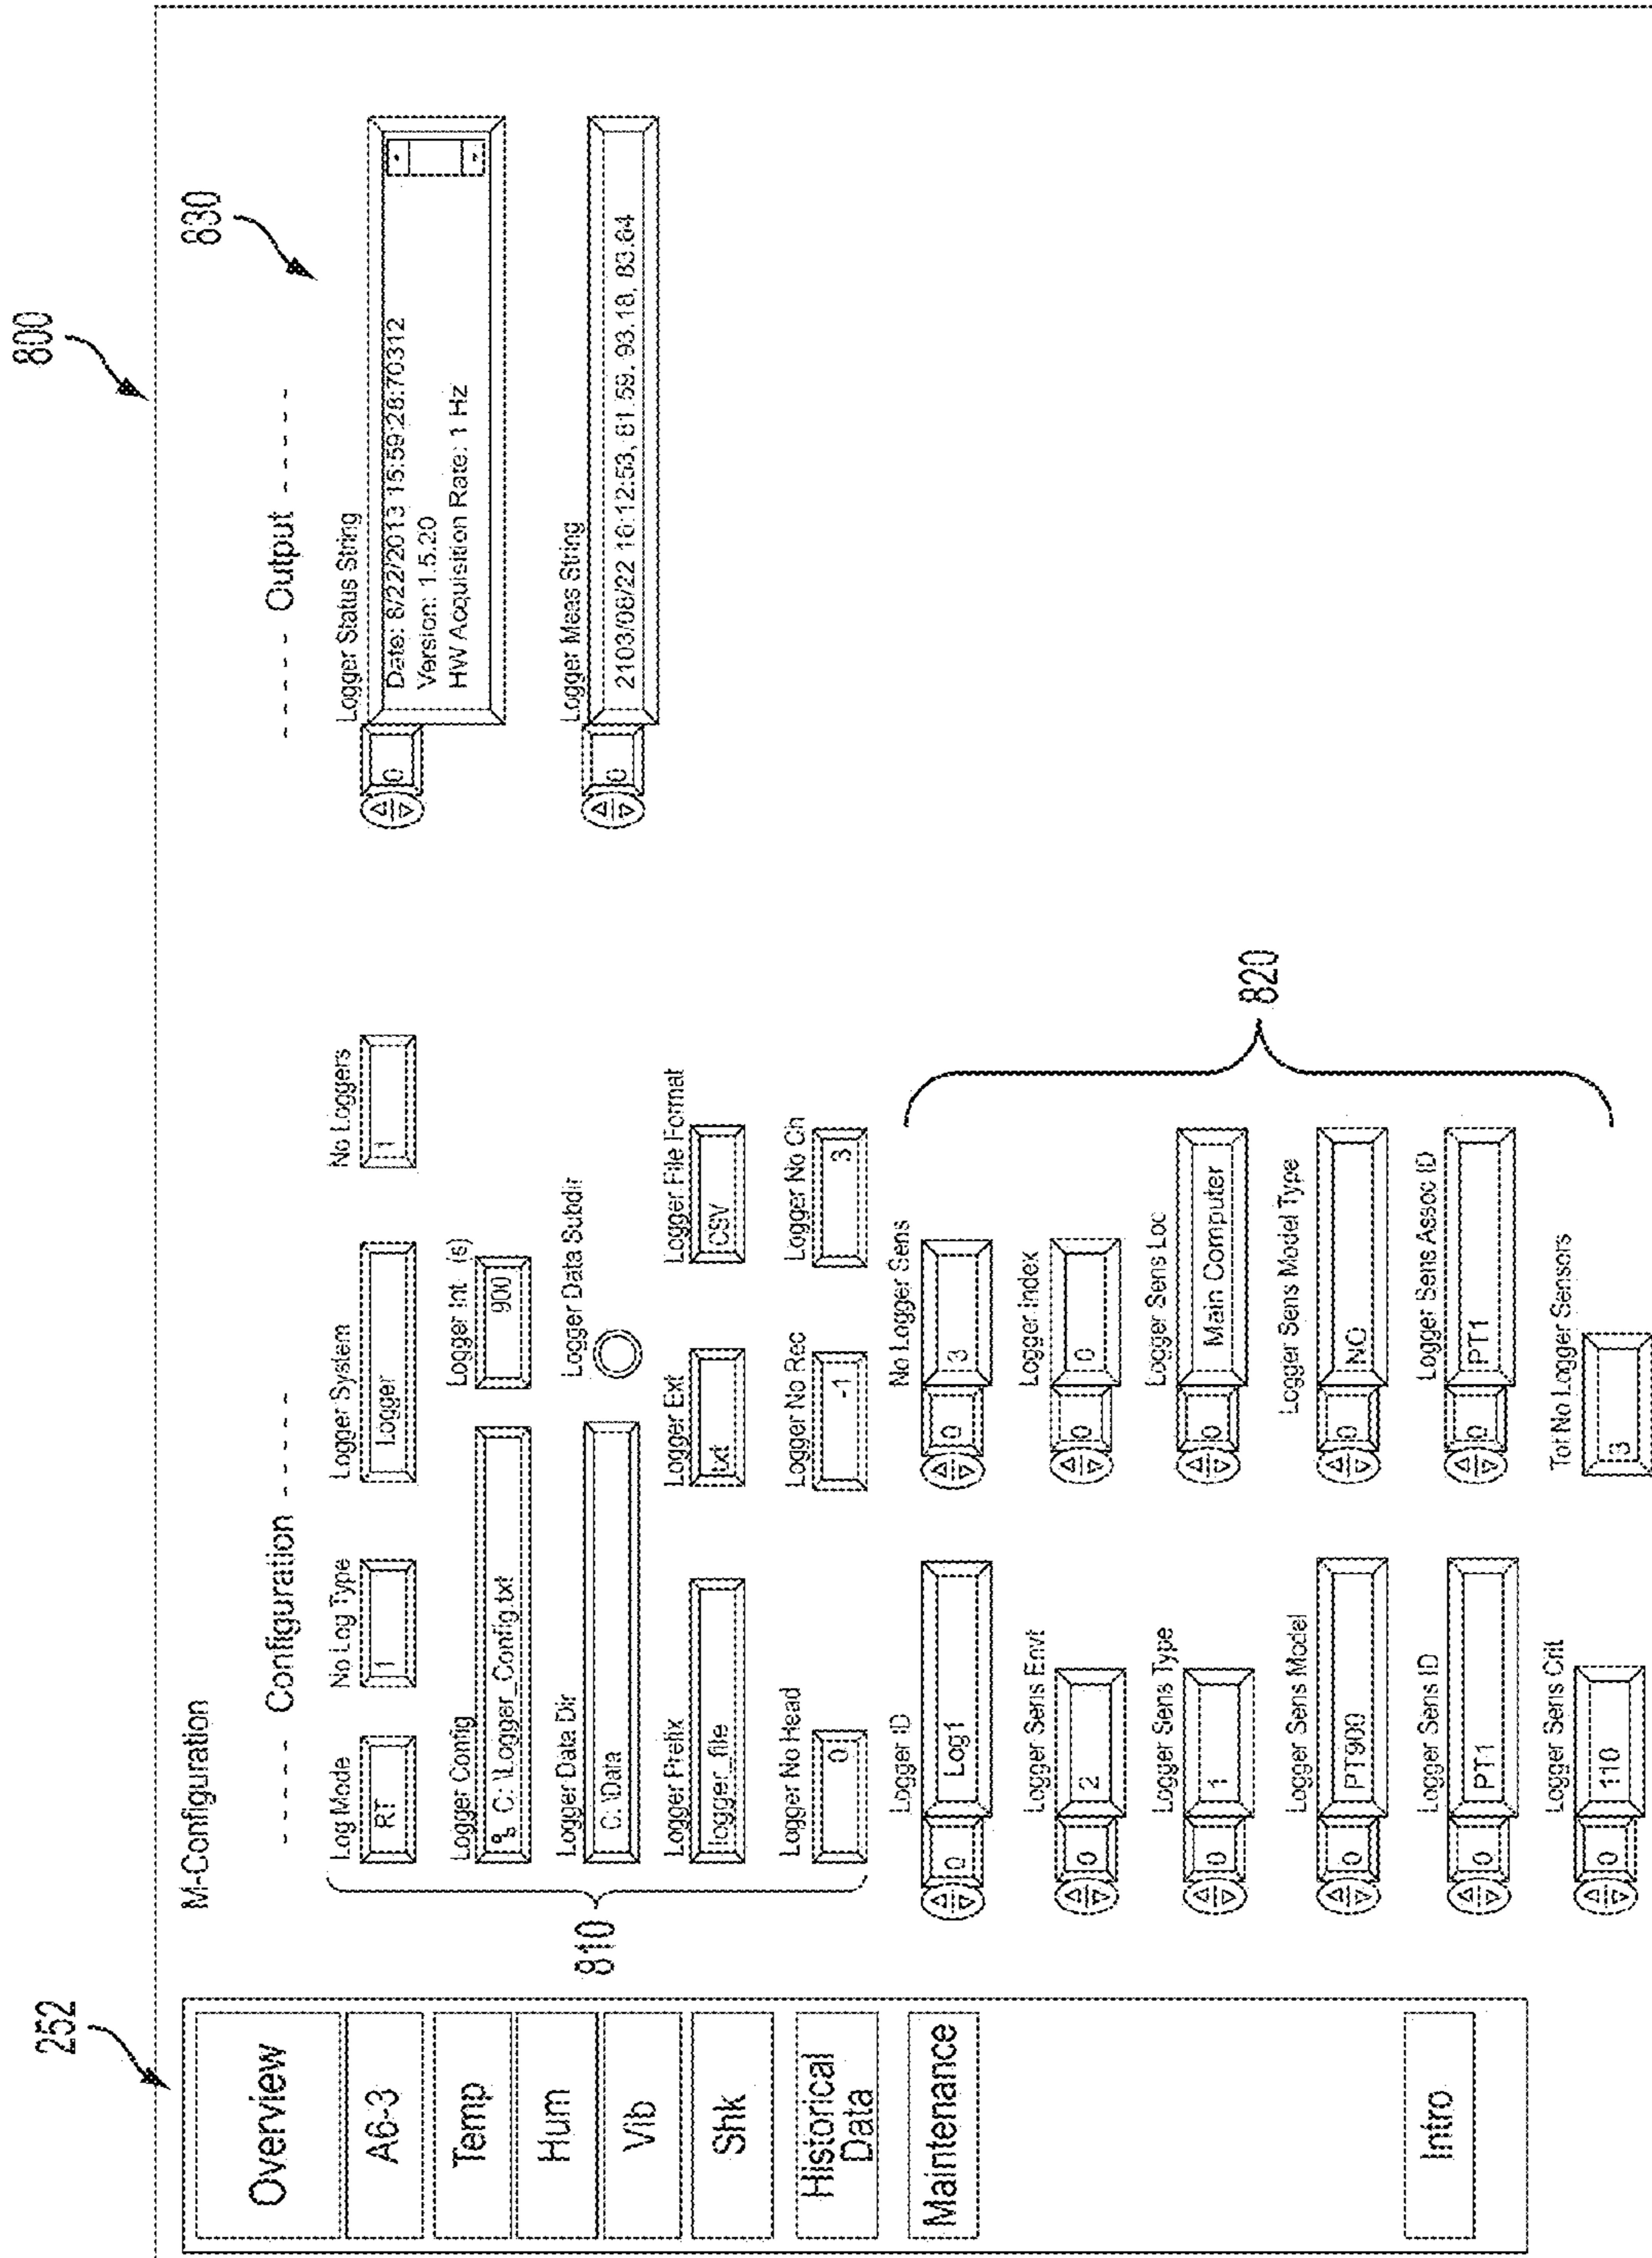 800
252
830
M-Configuration
Overview
A6-3
Temp
Hum
Vib
Shk
Historical
Data
Maintenance
Intro
- - - - Configuration - - - -
Log Mode
RT
No Log Type
1
Logger System
Logger
No Loggers
1
Logger Config
C:\Logger_Config.txt
Logger Int (s)
900
Logger Data Dir
C:\Data
Logger Data Subdir
Logger Prefix
logger_file
Logger Ext
txt
Logger File Format
CSV
Logger No Head
0
Logger No Rec
-1
Logger No Ch
3
810
Logger ID
0
Log1
No Logger Sens
0
3
Logger Sens Envt
0
2
Logger Index
0
0
Logger Sens Type
0
1
Logger Sens Loc
0
Main Computer
Logger Sens Model
0
PT900
Logger Sens Model Type
0
NO
Logger Sens ID
0
PT1
Logger Sens Assoc ID
0
PT1
Logger Sens Crit
0
110
Tot No Logger Sensors
3
820
- - - - Output - - - -
Logger Status String
0
Date: 8/22/2013 15:59:28:70312
Version: 1.5.20
HW Acquisition Rate: 1 Hz
Logger Meas String
0
2103/08/22 16:12:53, 81.59, 93.18, 83.64